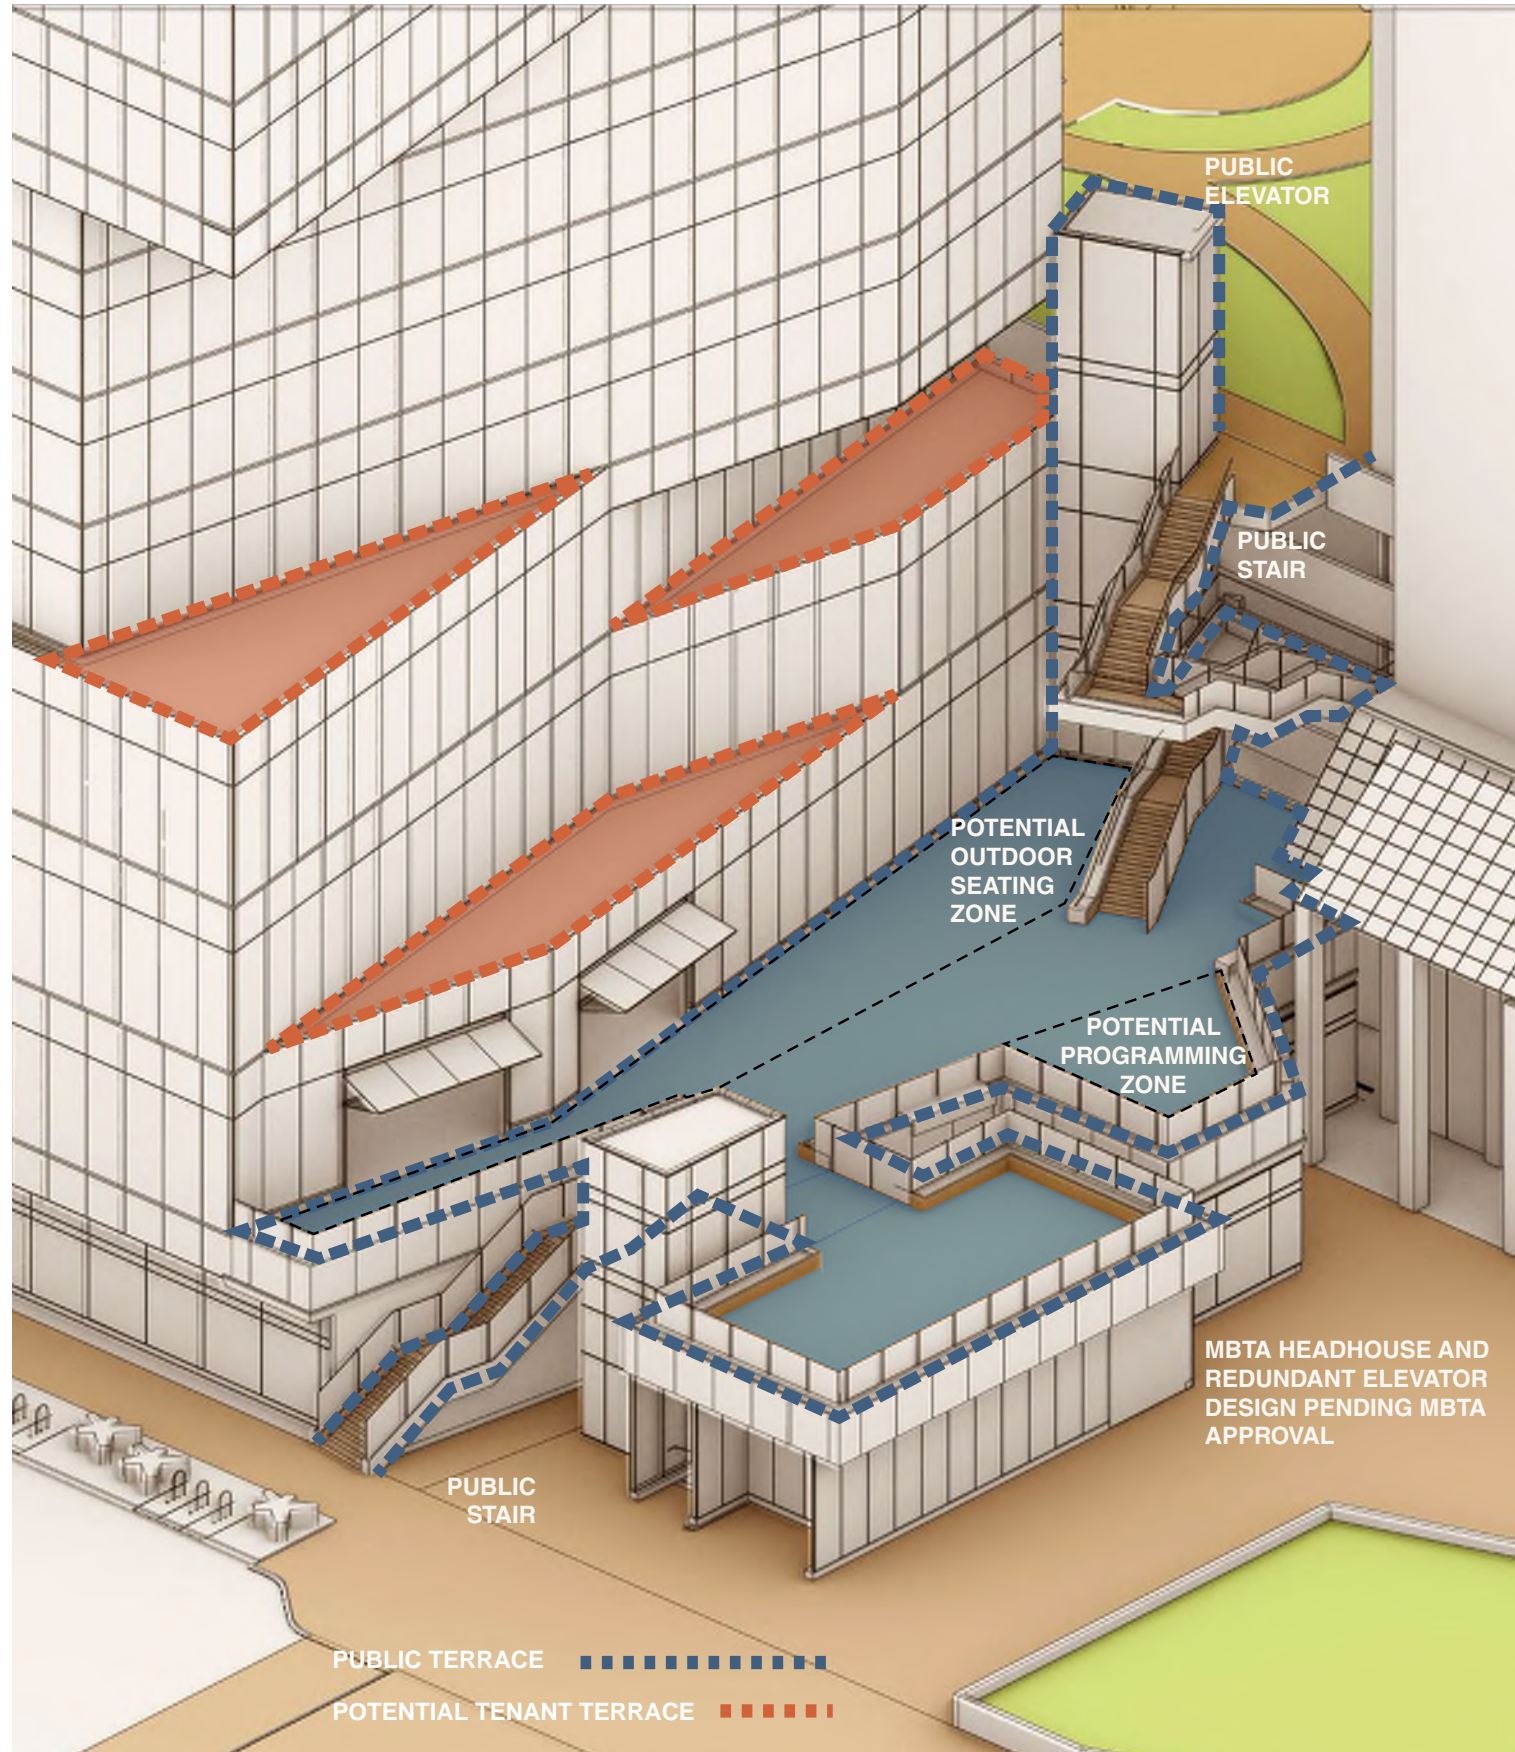 PUBLIC
ELEVATOR
PUBLIC
STAIR
POTENTIAL
OUTDOOR
SEATING
ZONE
POTENTIAL
PROGRAMMING
ZONE
MBTA HEADHOUSE AND
REDUNDANT ELEVATOR
DESIGN PENDING MBTA
APPROVAL
PUBLIC
STAIR
PUBLIC TERRACE
POTENTIAL TENANT TERRACE